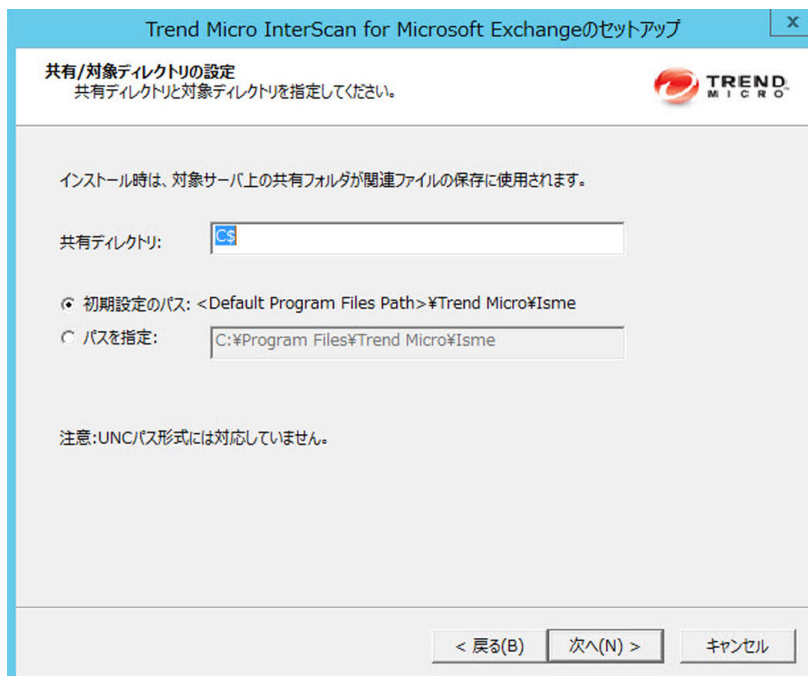 Trend Micro InterScan for Microsoft Exchangeのセットアップ
x
共有/対象ディレクトリの設定
共有ディレクトリと対象ディレクトリを指定してください。
TREND
MICRO™
インストール時は、対象サーバ上の共有フォルダが関連ファイルの保存に使用されます。
共有ディレクトリ: C$
初期設定のパス: <Default Program Files Path>¥Trend Micro¥Isme
パスを指定: C:¥Program Files¥Trend Micro¥Isme
注意:UNCパス形式には対応していません。
< 戻る(B) 次へ(N) > キャンセル